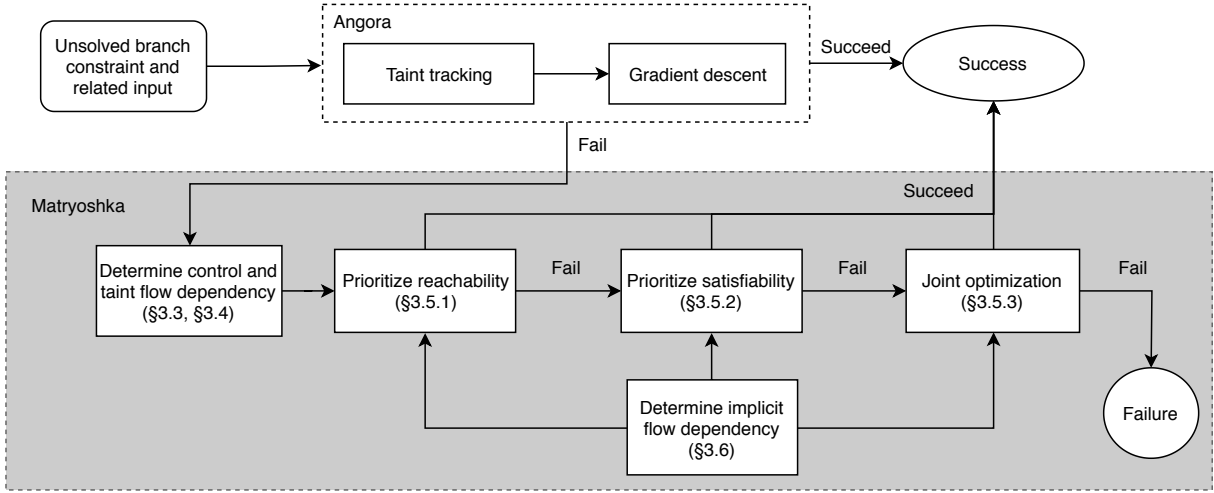 Unsolved branch
constraint and
related input
Angora
Taint tracking
Gradient descent
Succeed
Success
Fail
Matryoshka
Succeed
Determine control and
taint flow dependency
(§3.3, §3.4)
Prioritize reachability
(§3.5.1)
Fail
Prioritize satisfiability
(§3.5.2)
Fail
Joint optimization
(§3.5.3)
Fail
Determine implicit
flow dependency
(§3.6)
Failure